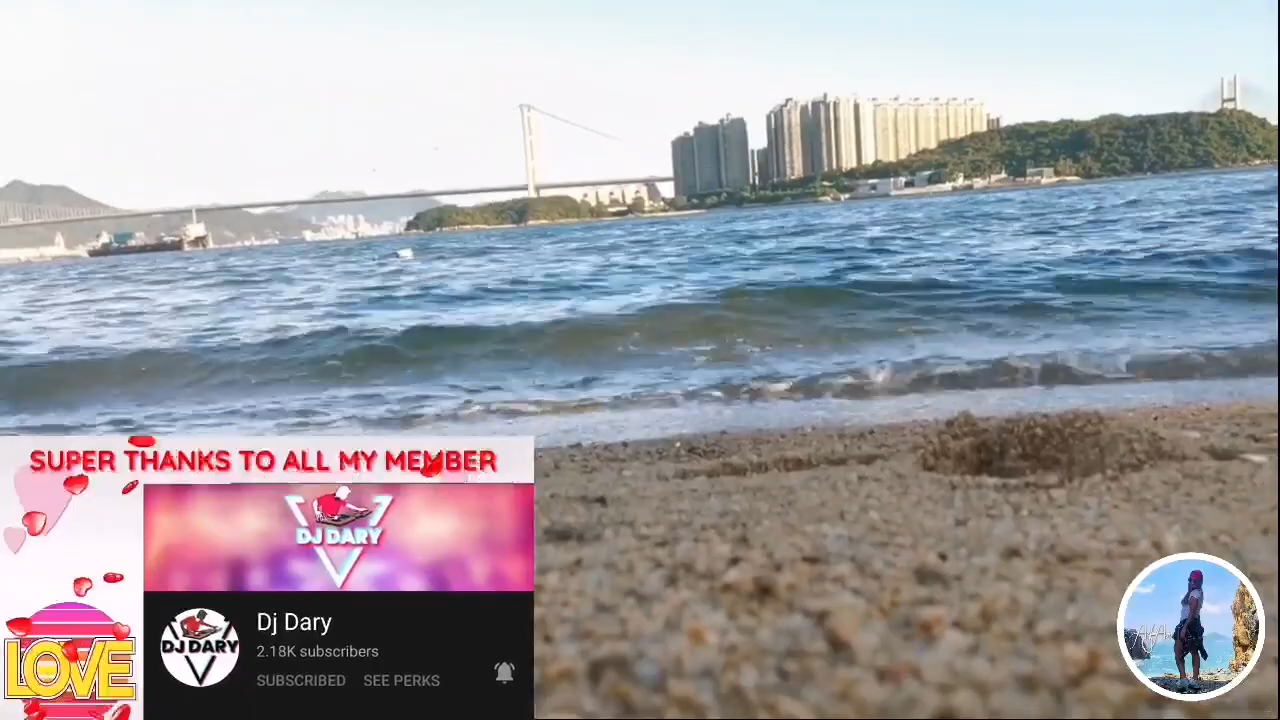 SUPER THANKS TO ALL MY MEMBER
DJ DARY
DJ DARY
Dj Dary
2.18K subscribers
SUBSCRIBED SEE PERKS
LOVE